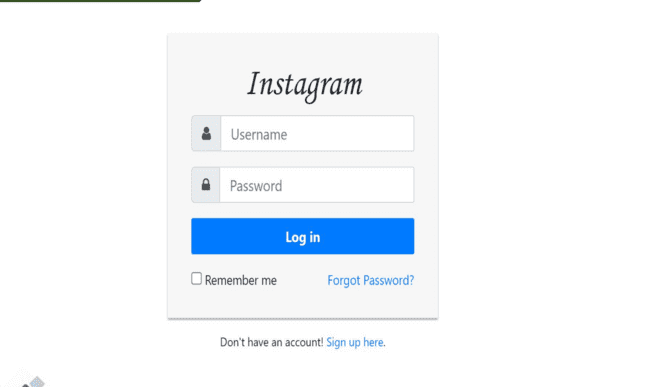 Instagram
Username
Password
Log in
Remember me Forgot Password?
Don't have an account! Sign up here.